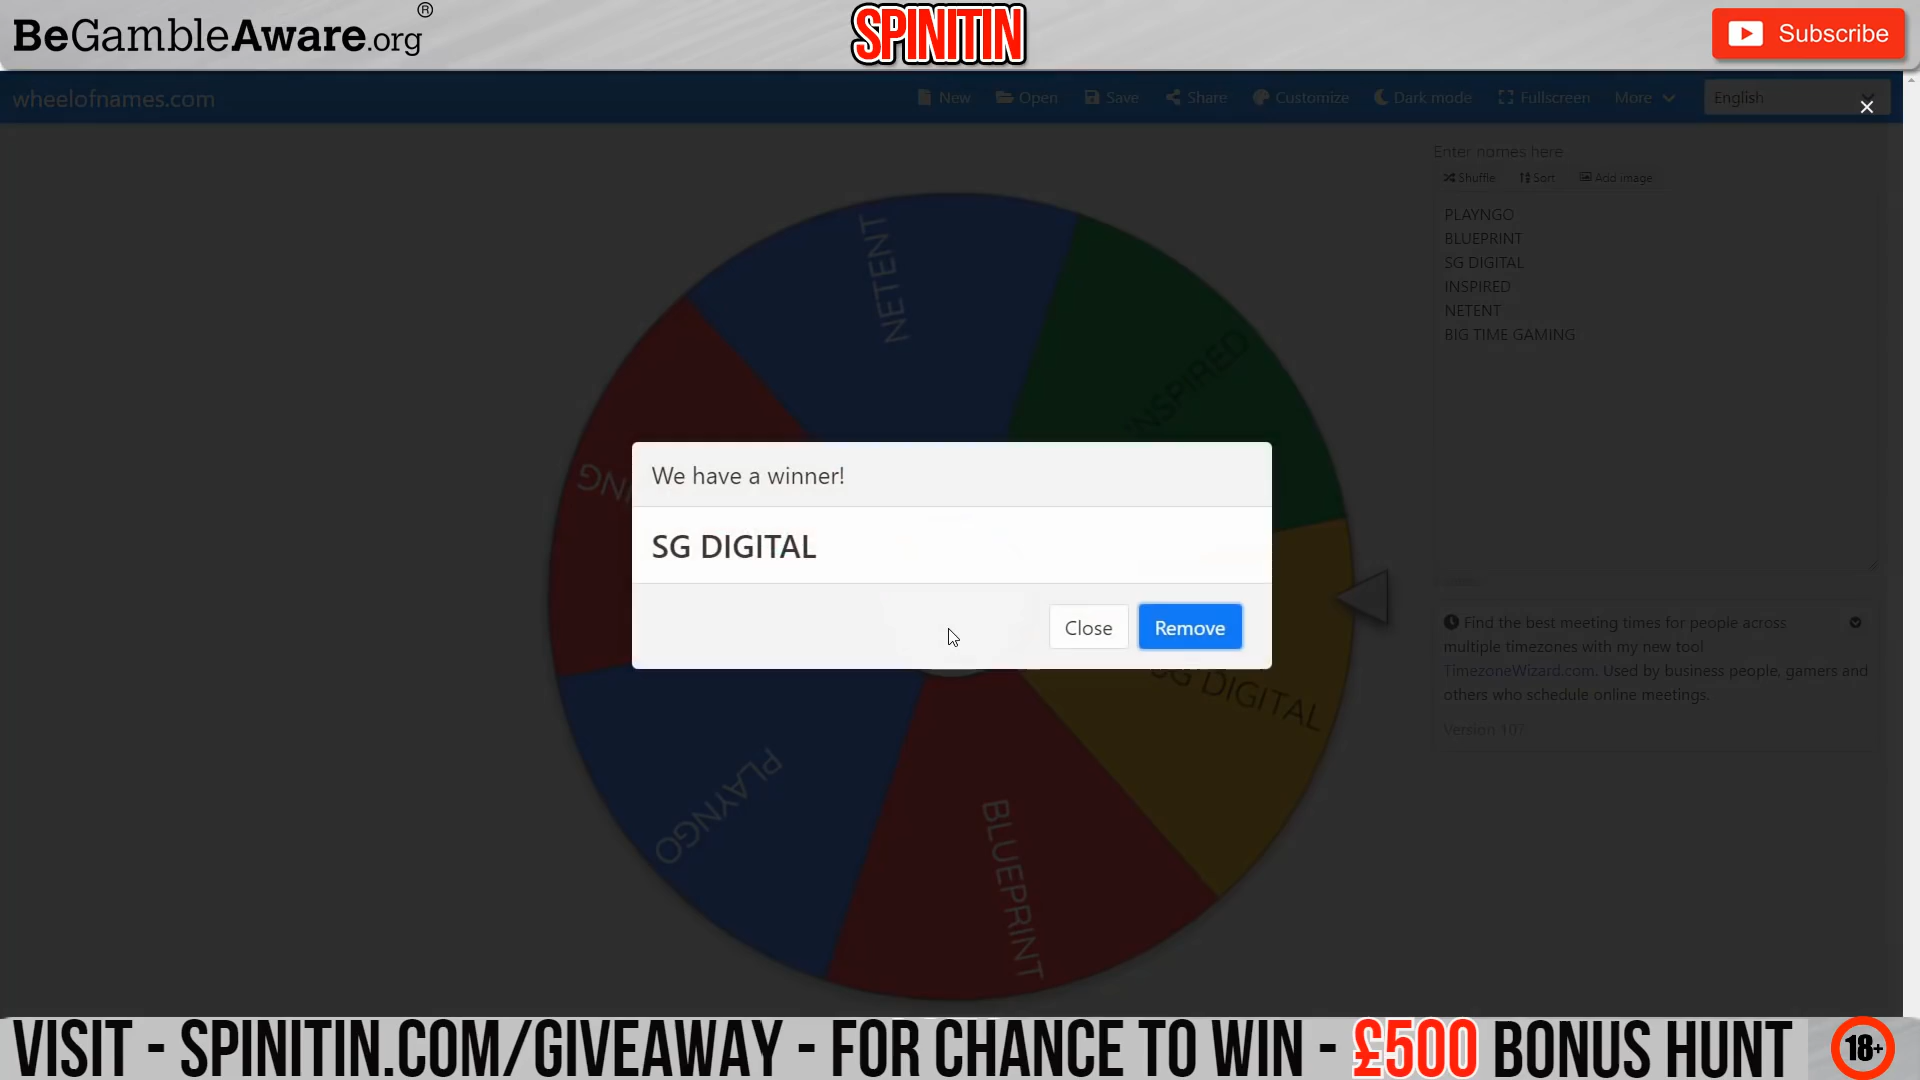 BeGambleAware.org®
SPINITIN
Subscribe
wheelofnames.com
New
Open
Save
Share
Customize
Dark mode
Fullscreen
More
English
Enter names here
Shuffle
Sort
Add image
PLAYNGO
BLUEPRINT
SG DIGITAL
INSPIRED
NETENT
BIG TIME GAMING
NETENT
INSPIRED
NG
We have a winner!
SG DIGITAL
Close
Remove
SG DIGITAL
PLAYNGO
BLUEPRINT
Find the best meeting times for people across
multiple timezones with my new tool
TimezoneWizard.com. Used by business people, gamers and
others who schedule online meetings.
Version 107
VISIT - SPINITIN.COM/GIVEAWAY - FOR CHANCE TO WIN - £500 BONUS HUNT
18+